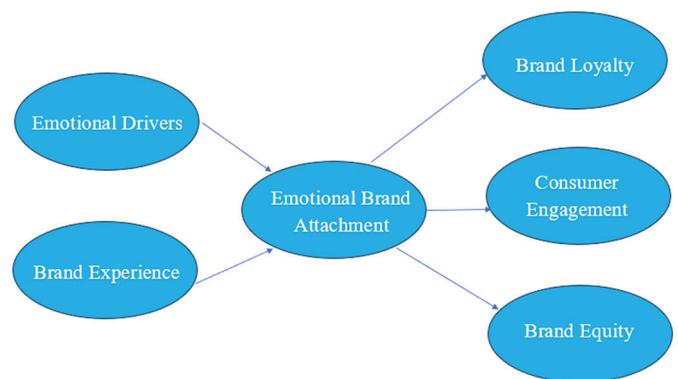 Emotional Drivers
Brand Experience
Emotional Brand
Attachment
Brand Loyalty
Consumer
Engagement
Brand Equity